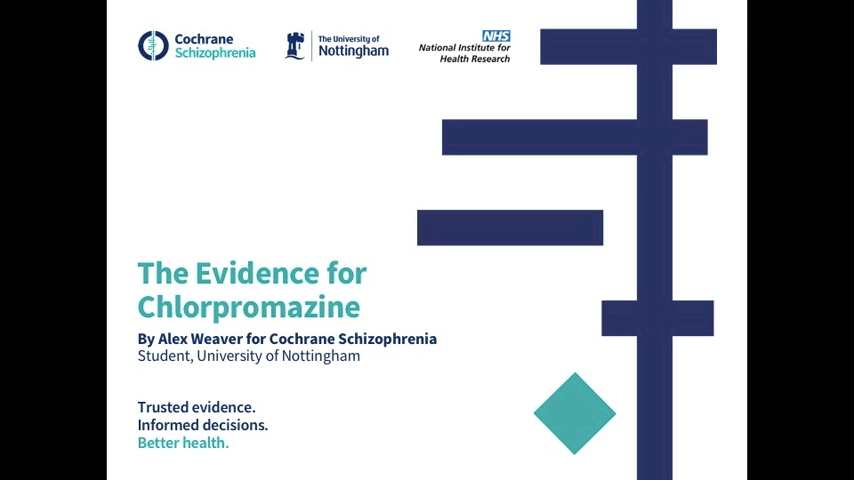 Cochrane
Schizophrenia
The University of
Nottingham
NHS
National Institute for
Health Research
The Evidence for
Chlorpromazine
By Alex Weaver for Cochrane Schizophrenia
Student, University of Nottingham
Trusted evidence.
Informed decisions.
Better health.